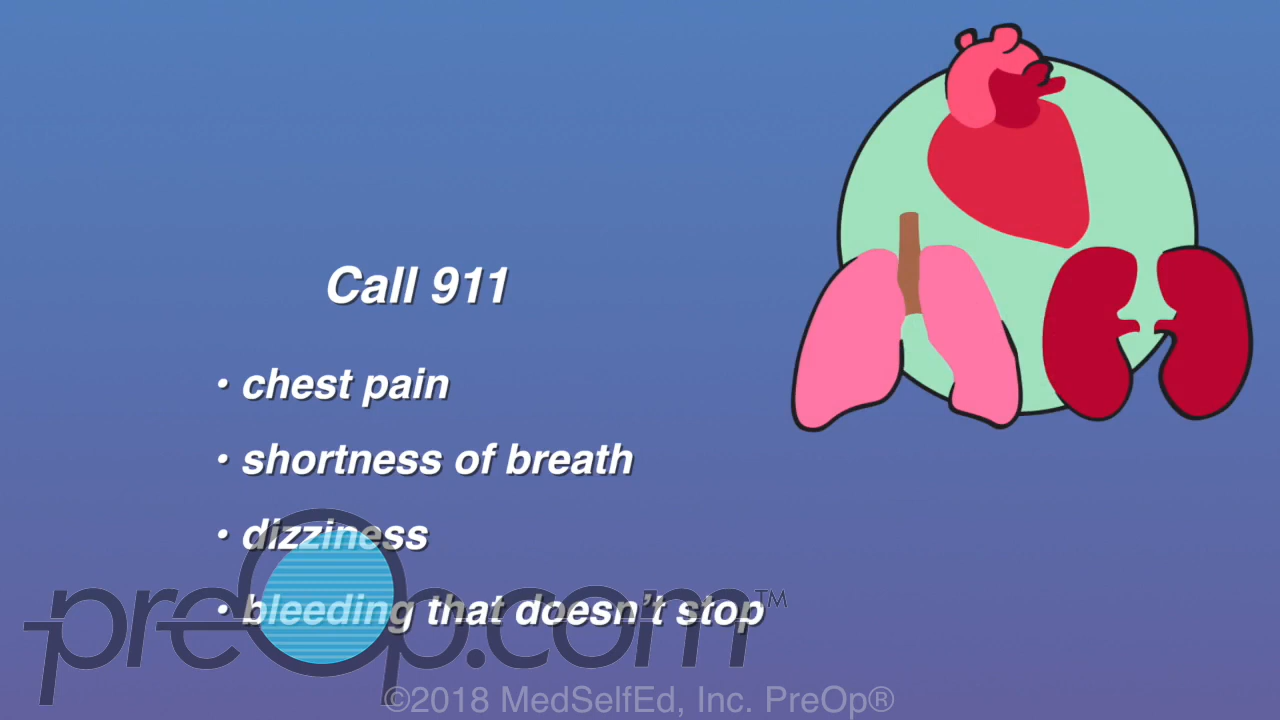 Call 911
• chest pain
• shortness of breath
• dizziness
• bleeding that doesn't stop
preOp.com™
©2018 MedSelfEd, Inc. PreOp®